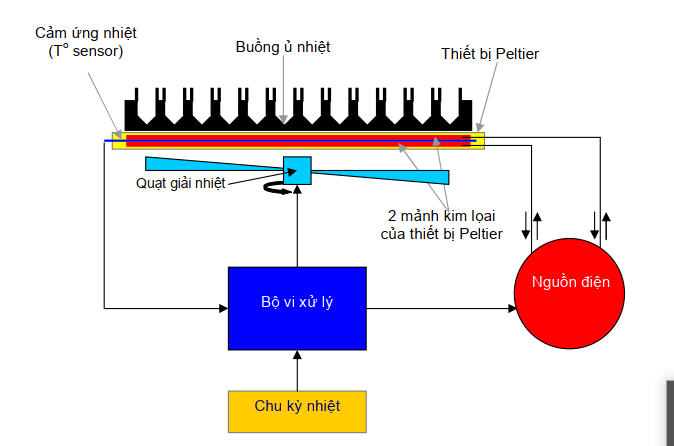 Cảm ứng nhiệt
(T° sensor)
Buồng ủ nhiệt
Thiết bị Peltier
Quạt giải nhiệt
2 mảnh kim lọai
của thiết bị Peltier
Bộ vi xử lý
Nguồn điện
Chu kỳ nhiệt